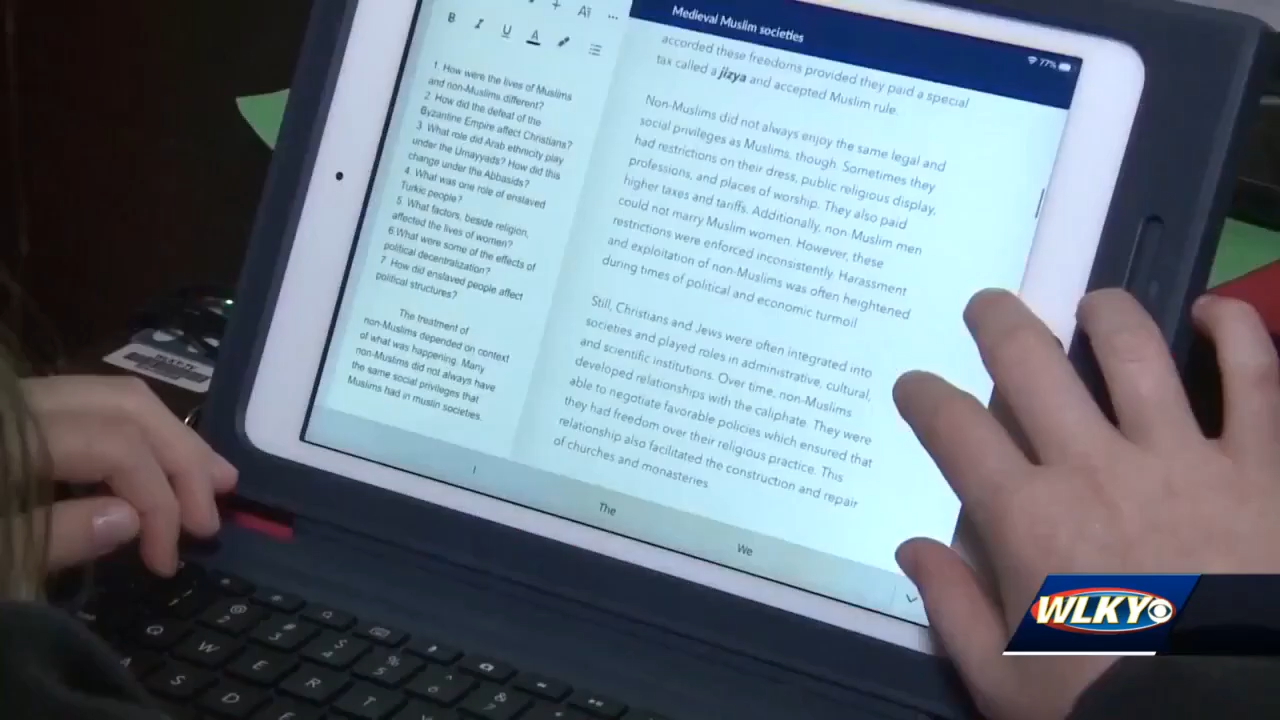 B I U A
Medieval Muslim societies
77%
1. How were the lives of Muslims
and non-Muslims different?
2 How did the defeat of the
Byzantine Empire affect Christians?
3 What role did Arab ethnicity play
under the Umayyads? How did this
change under the Abbasids?
4 What was one role of enslaved
Turkic people?
5 What factors, beside religion,
affected the lives of women?
6.What were some of the effects of
political decentralization?
7 How did enslaved people affect
political structures?
The treatment of
non-Muslims depended on context
of what was happening. Many
non-Muslims did not always have
the same social privileges that
Muslims had in muslin societies.
accorded these freedoms provided they paid a special
tax called a jizya and accepted Muslim rule.
Non-Muslims did not always enjoy the same legal and
social privileges as Muslims, though. Sometimes they
had restrictions on their dress, public religious display,
professions, and places of worship. They also paid
higher taxes and tariffs. Additionally, non-Muslim men
could not marry Muslim women. However, these
restrictions were enforced inconsistently. Harassment
and exploitation of non-Muslims was often heightened
during times of political and economic turmoil
Still, Christians and Jews were often integrated into
societies and played roles in administrative, cultural,
and scientific institutions. Over time, non-Muslims
developed relationships with the caliphate. They were
able to negotiate favorable policies which ensured that
they had freedom over their religious practice. This
relationship also facilitated the construction and repair
of churches and monasteries
I The We
2 3 4 5 6 7
Q W E R T
A S D
WLKY